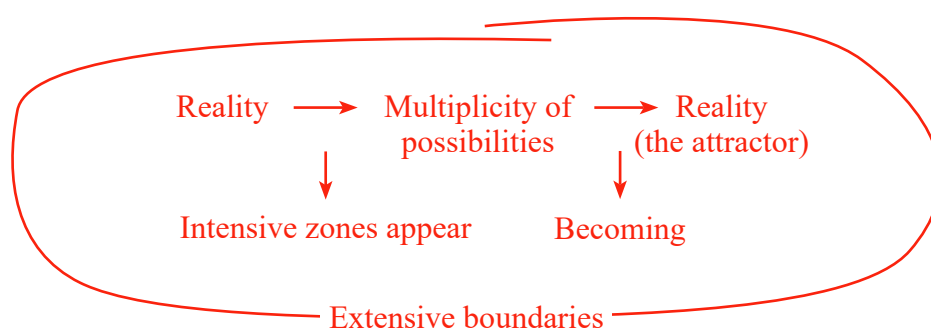 Reality → Multiplicity of → Reality
possibilities (the attractor)
Intensive zones appear Becoming
Extensive boundaries